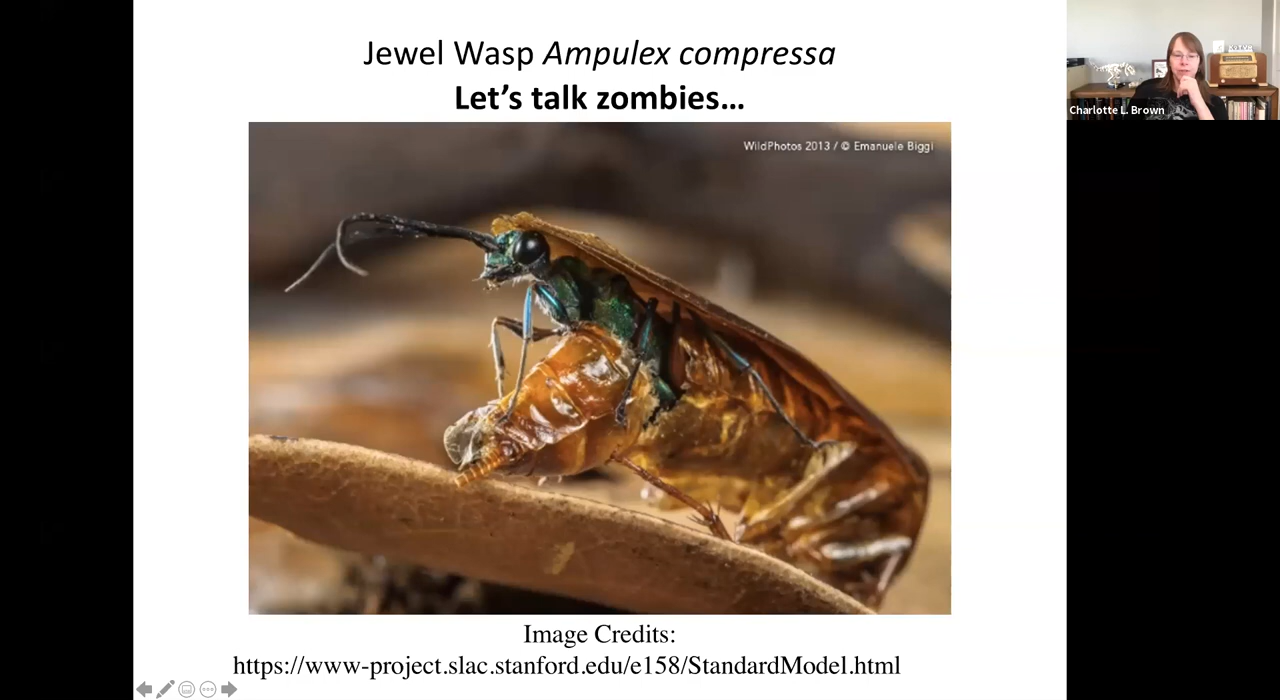 Jewel Wasp Ampulex compressa
Let's talk zombies…
WildPhotos 2013 / © Emanuele Biggi
Image Credits:
https://www-project.slac.stanford.edu/e158/StandardModel.html
Charlotte L. Brown